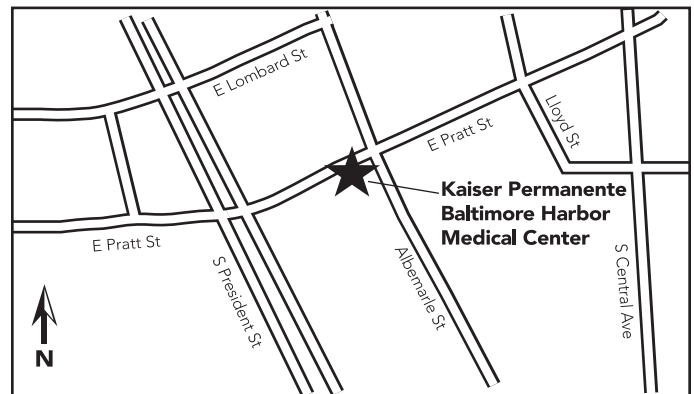 E Lombard St
Lloyd St
E Pratt St
Kaiser Permanente
Baltimore Harbor
Medical Center
E Pratt St
S President St
Albemarle St
S Central Ave
N